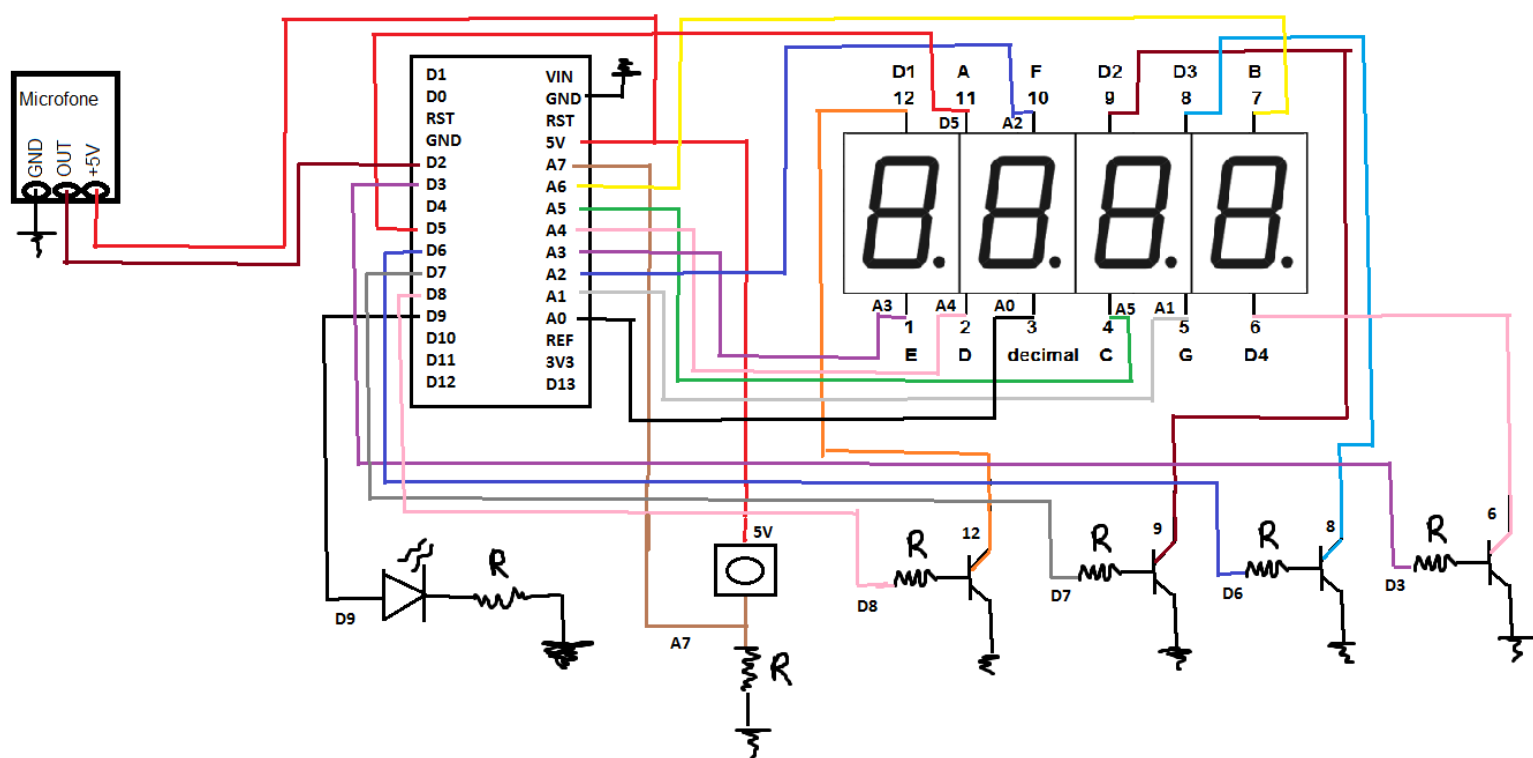 Microfone
GND
OUT
+5V
D1
D0
RST
GND
D2
D3
D4
D5
D6
D7
D8
D9
D10
D11
D12
VIN
GND
RST
5V
A7
A6
A5
A4
A3
A2
A1
A0
REF
3V3
D13
D1 A F D2 D3 B
12 11 10 9 8 7
D5 A2
A3 A4 A0 A5 A1
1 2 3 4 5 6
E D decimal C G D4
5V
12 9 8 6
R R R R
D8 D7 D6 D3
R
D9
A7
R